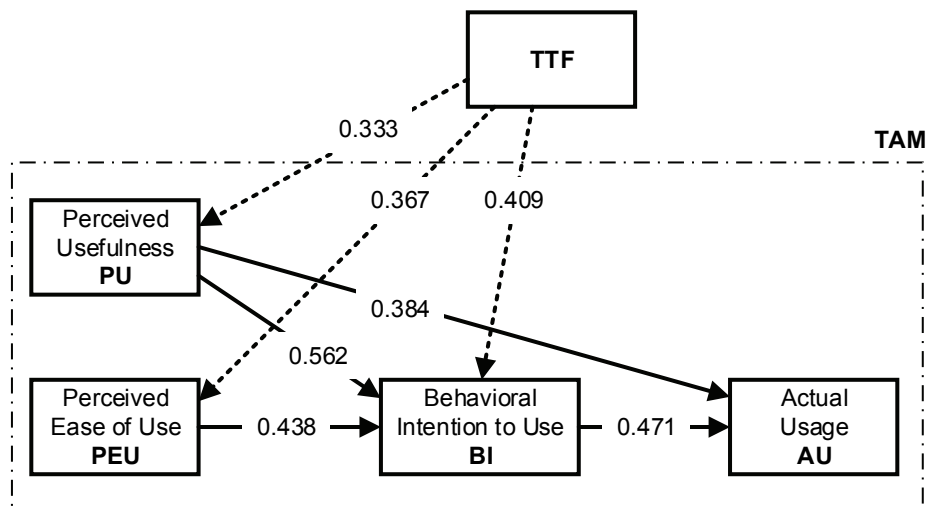 TTF
0.333
TAM
0.367
0.409
Perceived
Usefulness
PU
0.384
0.562
Perceived
Ease of Use
PEU
0.438
Behavioral
Intention to Use
BI
0.471
Actual
Usage
AU